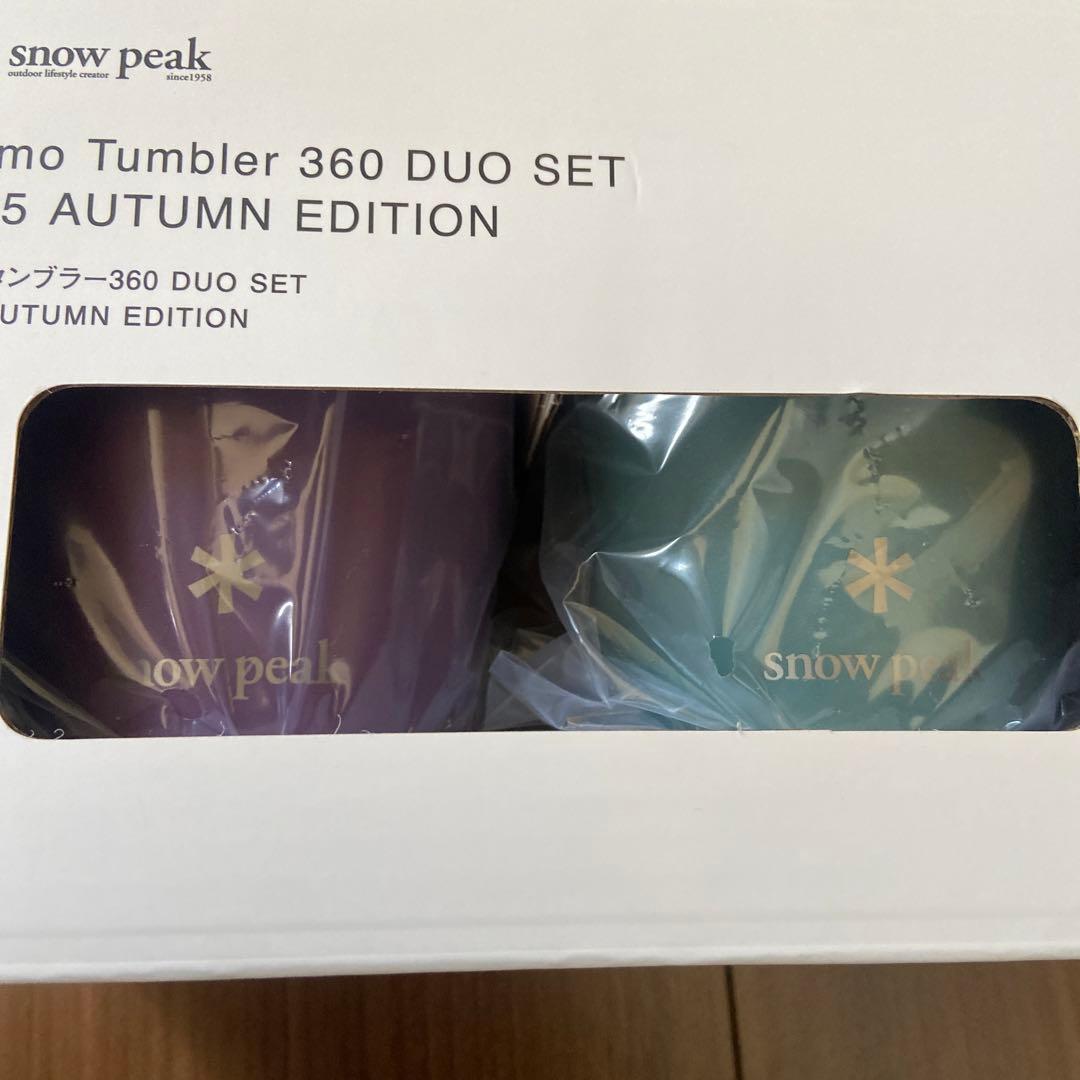 snow peak
outdoor lifestyle creator since1958
mo Tumbler 360 DUO SET
5 AUTUMN EDITION
タンブラー360 DUO SET
UTUMN EDITION
now peak
snow peak